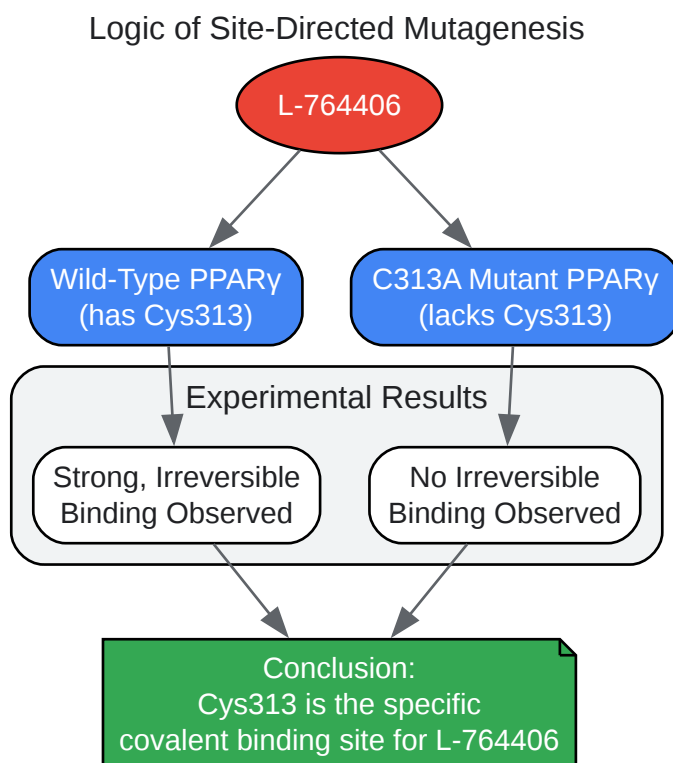 Logic of Site-Directed Mutagenesis
L-764406
Wild-Type PPARγ
(has Cys313)
C313A Mutant PPARγ
(lacks Cys313)
Experimental Results
Strong, Irreversible
Binding Observed
No Irreversible
Binding Observed
Conclusion:
Cys313 is the specific
covalent binding site for L-764406